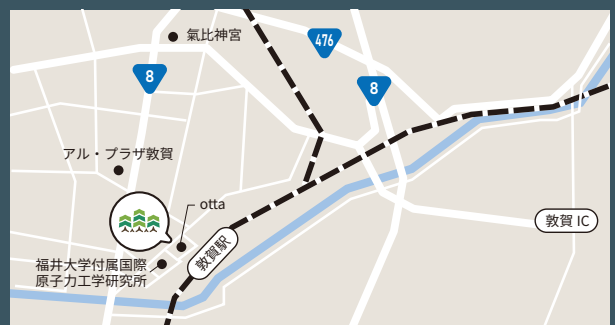 氣比神宮
476
8
8
アル・プラザ敦賀
otta
敦賀 IC
敦賀駅
福井大学付属国際
原子力工学研究所